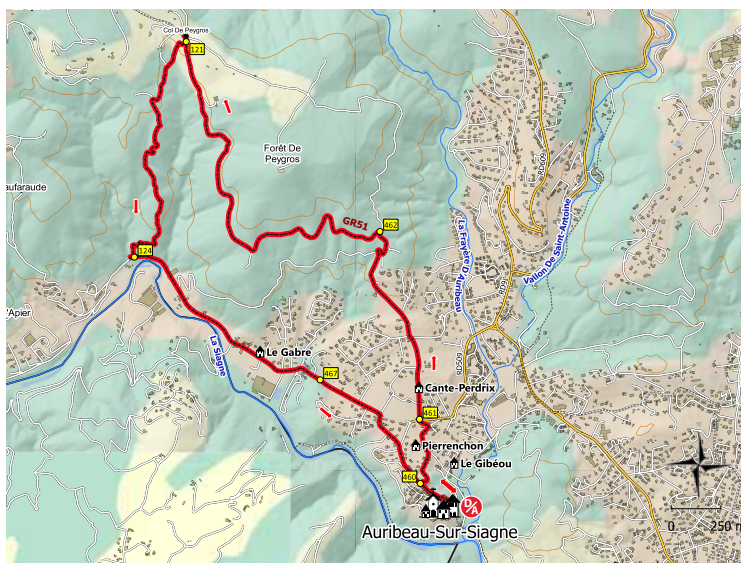 Col De Peygros
121
Forêt De
Peygros
aufaraude
GR51
462
124
La Frayère D'Auribeau
Vallon De Saint-Antoine
RD609
'Apier
La Siagne
Le Gabre
467
Cante-Perdrix
461
Pierrenchon
Le Gibéou
460
D/A
Auribeau-Sur-Siagne
0 250 m